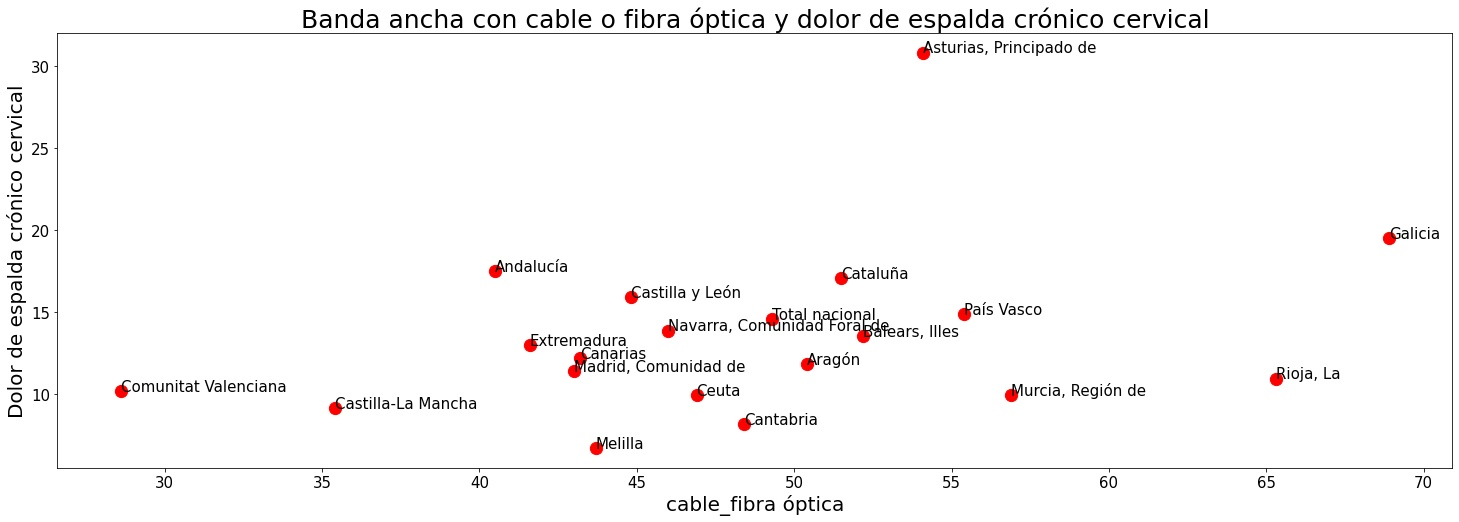 Banda ancha con cable o fibra óptica y dolor de espalda crónico cervical
Dolor de espalda crónico cervical
30
25
20
15
10
Asturias, Principado de
Galicia
Andalucía
Cataluña
Castilla y León
País Vasco
Total nacional
Navarra, Comunidad Foral de
Balears, Illes
Extremadura
Canarias
Aragón
Madrid, Comunidad de
Rioja, La
Comunitat Valenciana
Ceuta
Murcia, Región de
Castilla-La Mancha
Cantabria
Melilla
30 35 40 45 50 55 60 65 70
cable_fibra óptica